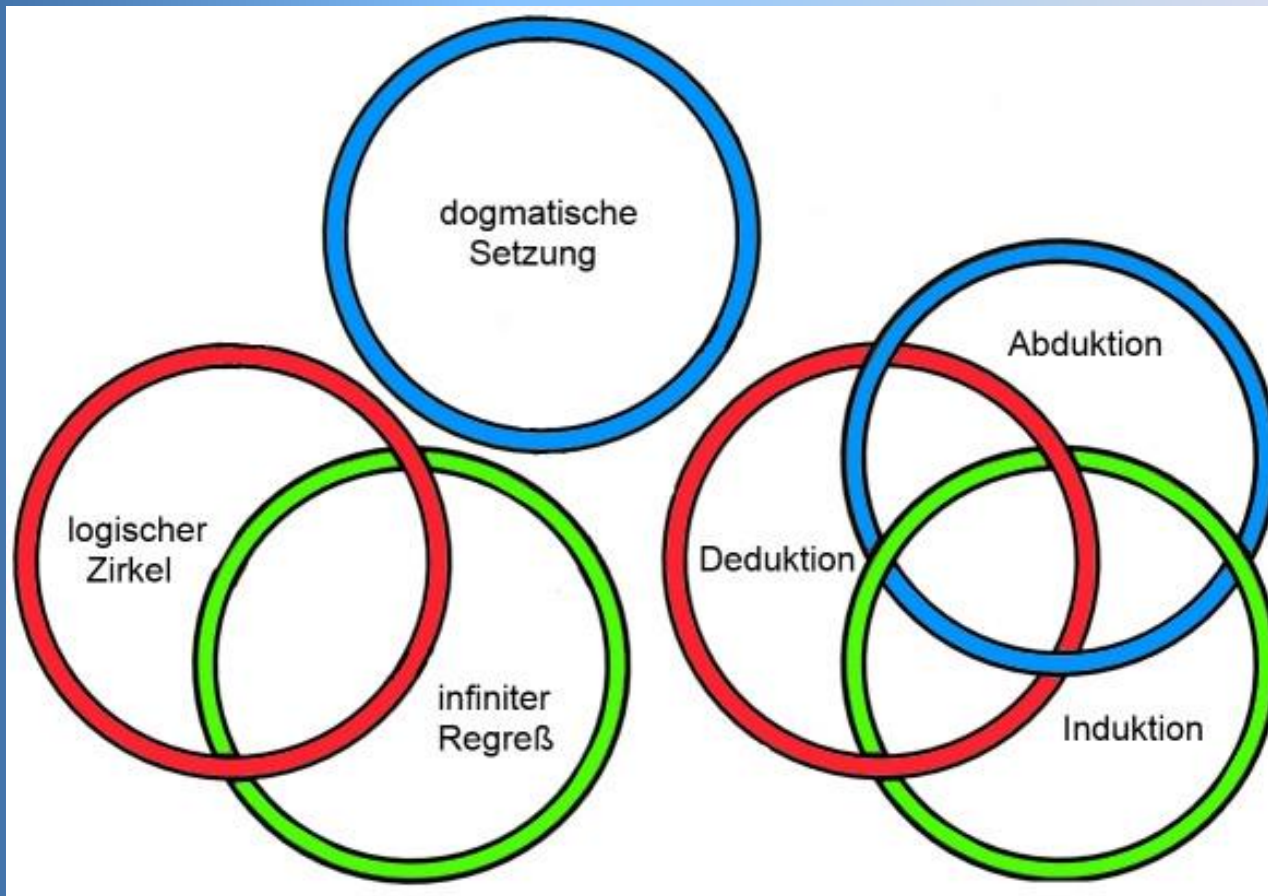 dogmatische
Setzung
Abduktion
logischer
Zirkel
Deduktion
infiniter
Regreß
Induktion